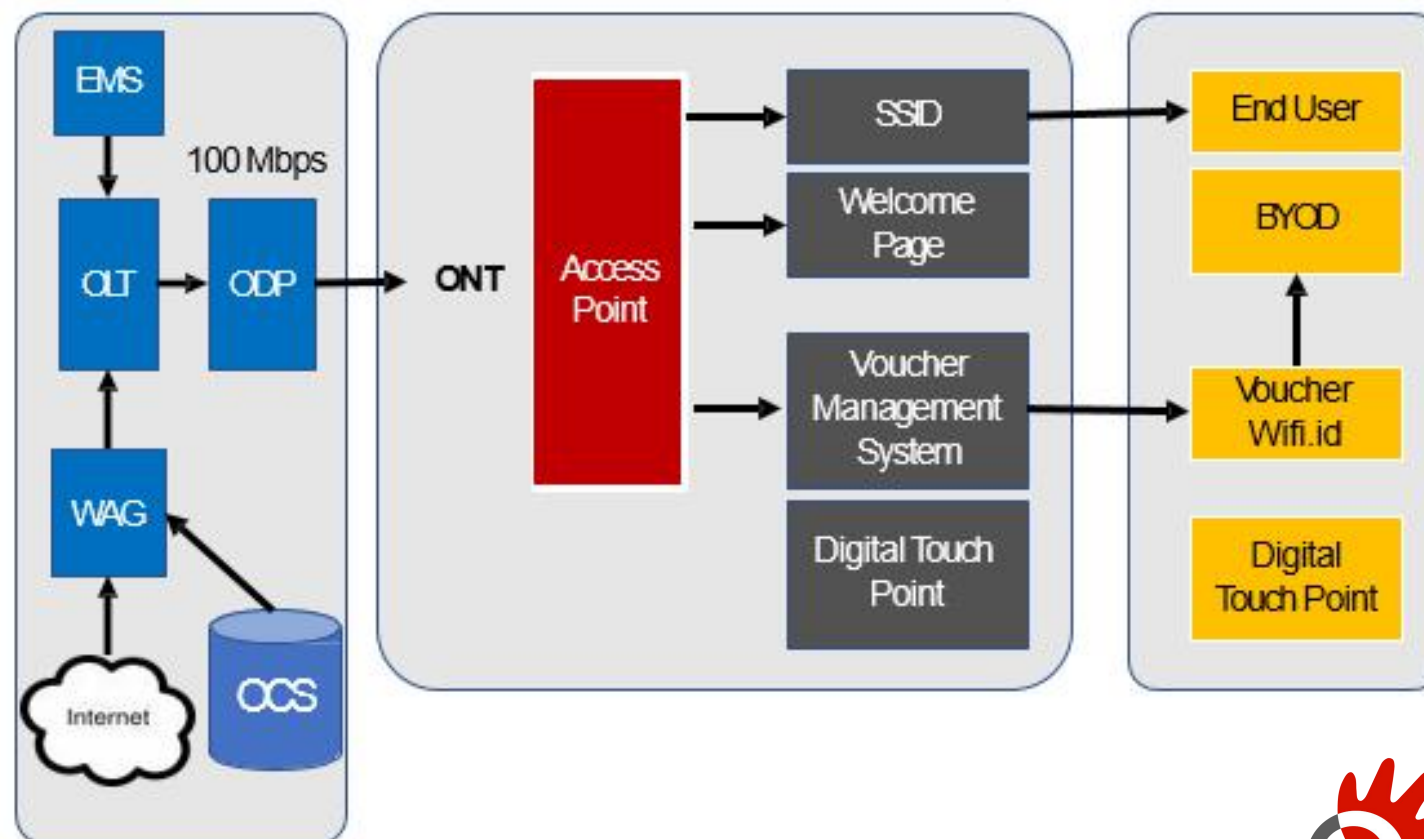 EMS
100 Mbps
OLT
ODP
WAG
Internet
OCS
ONT
Access
Point
SSID
Welcome
Page
Voucher
Management
System
Digital Touch
Point
End User
BYOD
Voucher
Wifi.id
Digital
Touch Point